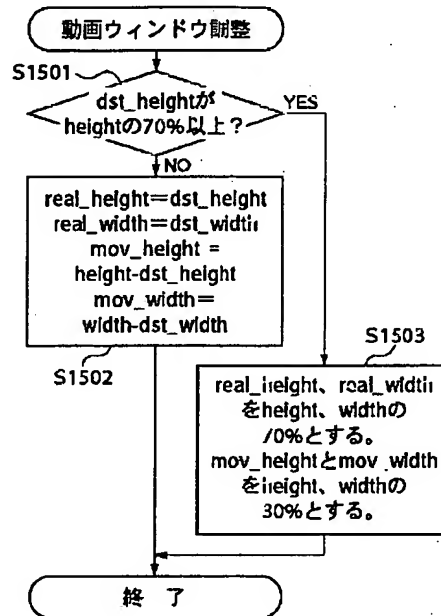 動画ウィンドウ調整
S1501
dst_heightが
heightの70%以上？
YES
NO
real_height=dst_height
real_width=dst_width
mov_height =
height-dst_height
mov_width=
width-dst_width
S1502
S1503
real_height、real_width
をheight、widthの
70%とする。
mov_heightとmov_width
をheight、widthの
30%とする。
終 了